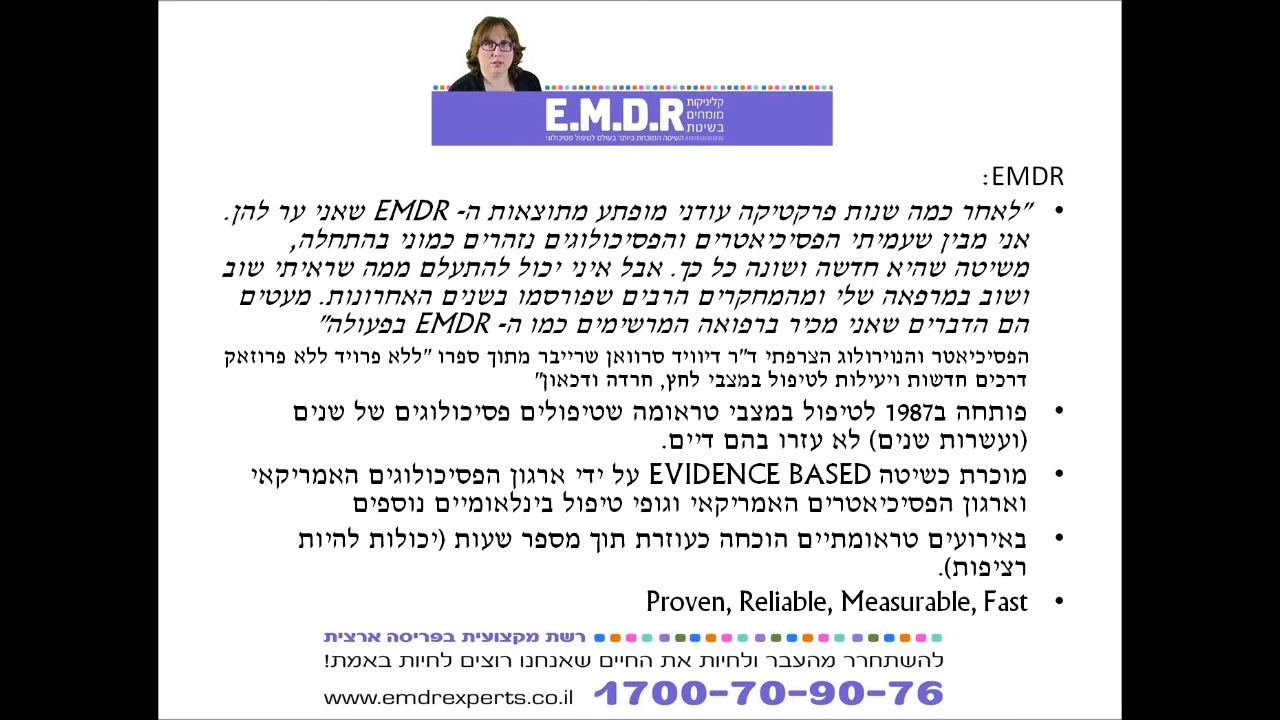 E.M.D.R
קליניקות
מומחים
בשיטת
השיטה המוכחת ביותר בעולם לטיפול פסיכולוגי
EMDR:
• "לאחר כמה שנות פרקטיקה עודני מופתע מתוצאות ה- EMDR שאני ער להן.
אני מבין שעמיתי הפסיכיאטרים והפסיכולוגים נזהרים כמוני בהתחלה,
משיטה שהיא חדשה ושונה כל כך. אבל איני יכול להתעלם ממה שראיתי שוב
ושוב במרפאה שלי ומהמחקרים הרבים שפורסמו בשנים האחרונות. מעטים
הם הדברים שאני מכיר ברפואה המרשימים כמו ה- EMDR בפעולה"
הפסיכיאטר והנוירולוג הצרפתי ד"ר דיוויד סרוואן שרייבר מתוך ספרו "ללא פרויד ללא פרוזאק
דרכים חדשות ויעילות לטיפול במצבי לחץ, חרדה ודכאון"
• פותחה ב1987 לטיפול במצבי טראומה שטיפולים פסיכולוגים של שנים
(ועשרות שנים) לא עזרו בהם דיים.
• מוכרת כשיטה EVIDENCE BASED על ידי ארגון הפסיכולוגים האמריקאי
וארגון הפסיכיאטרים האמריקאי וגופי טיפול בינלאומיים נוספים
• באירועים טראומתיים הוכחה כעוזרת תוך מספר שעות (יכולות להיות
רציפות).
• Proven, Reliable, Measurable, Fast
רשת מקצועית בפריסה ארצית
להשתחרר מהעבר ולחיות את החיים שאנחנו רוצים לחיות באמת!
www.emdrexperts.co.il 1700-70-90-76